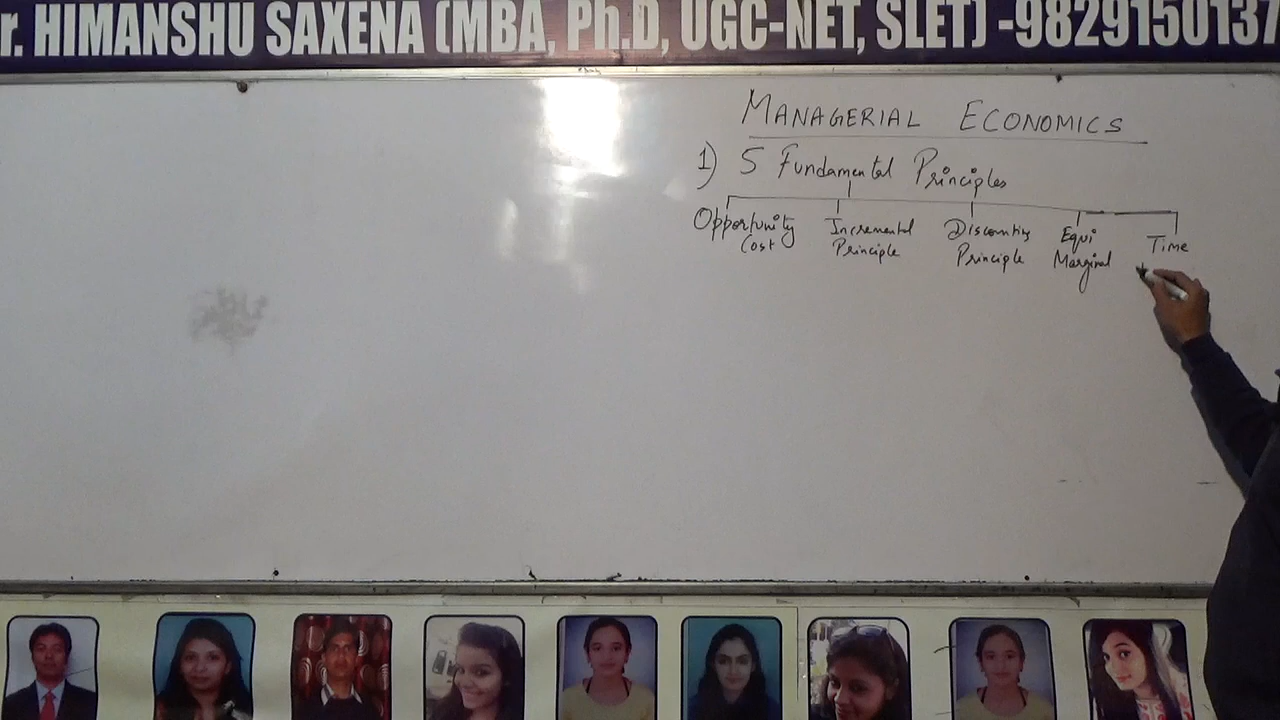 r. HIMANSHU SAXENA (MBA, Ph.D, UGC-NET, SLET) -9829150137
MANAGERIAL ECONOMICS
1) 5 Fundamental Principles
Opportunity Cost
Incremental Principle
Discounting Principle
Equi Marginal
Time